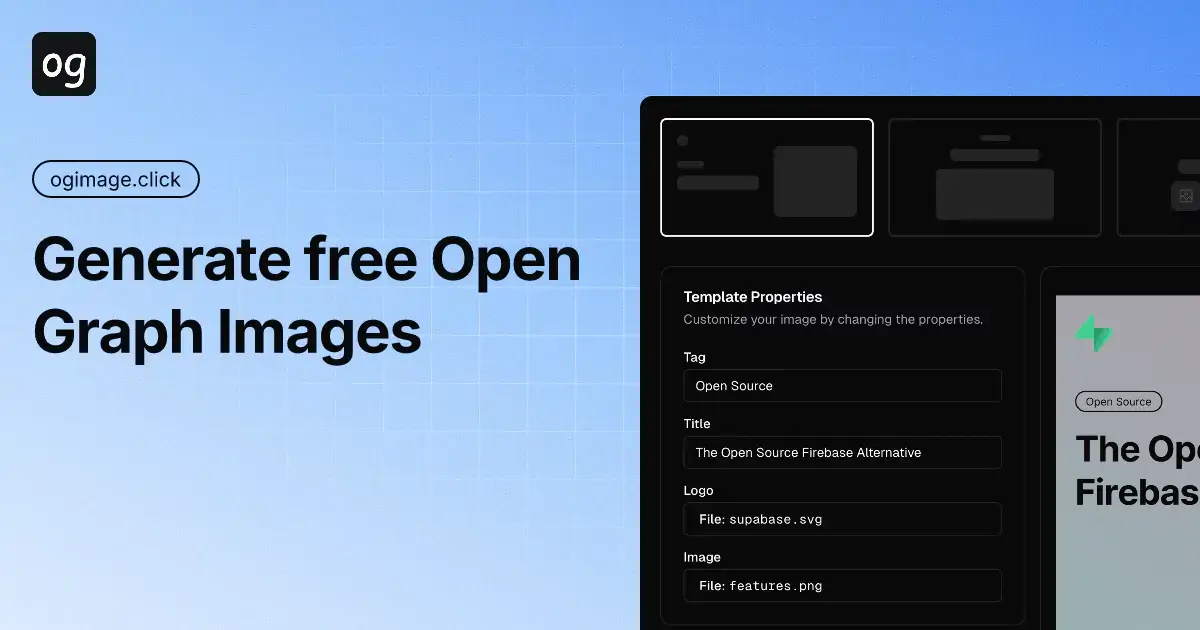 og
ogimage.click
Generate free Open
Graph Images
Template Properties
Customize your image by changing the properties.
Tag
Open Source
Title
The Open Source Firebase Alternative
Logo
File: supabase.svg
Image
File: features.png
Open Source
The Ope
Firebas